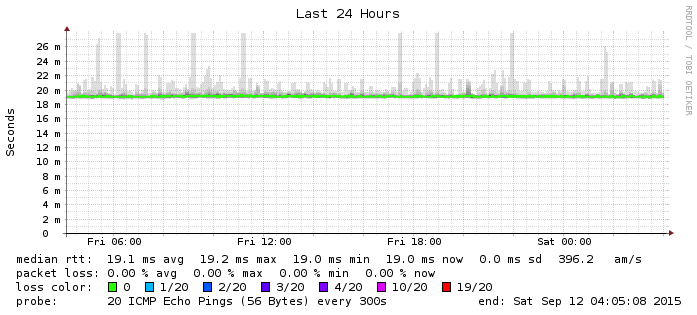 Last 24 Hours
RRDTOOL / TOBI OETIKER
Seconds
26 m
24 m
22 m
20 m
18 m
16 m
14 m
12 m
10 m
8 m
6 m
4 m
2 m
0
Fri 06:00 Fri 12:00 Fri 18:00 Sat 00:00
median rtt: 19.1 ms avg 19.2 ms max 19.0 ms min 19.0 ms now 0.0 ms sd 396.2 am/s
packet loss: 0.00 % avg 0.00 % max 0.00 % min 0.00 % now
loss color: 0 1/20 2/20 3/20 4/20 10/20 19/20
probe: 20 ICMP Echo Pings (56 Bytes) every 300s end: Sat Sep 12 04:05:08 2015